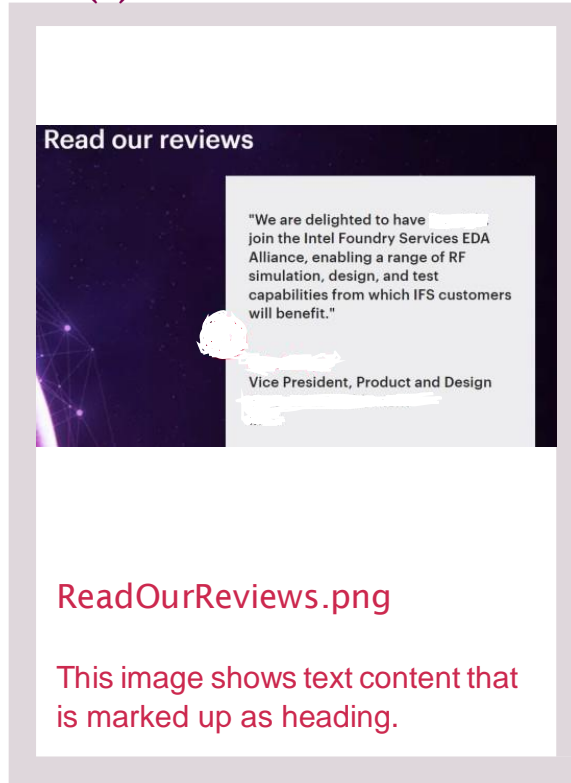 Read our reviews
"We are delighted to have
join the Intel Foundry Services EDA
Alliance, enabling a range of RF
simulation, design, and test
capabilities from which IFS customers
will benefit."
Vice President, Product and Design
ReadOurReviews.png
This image shows text content that
is marked up as heading.